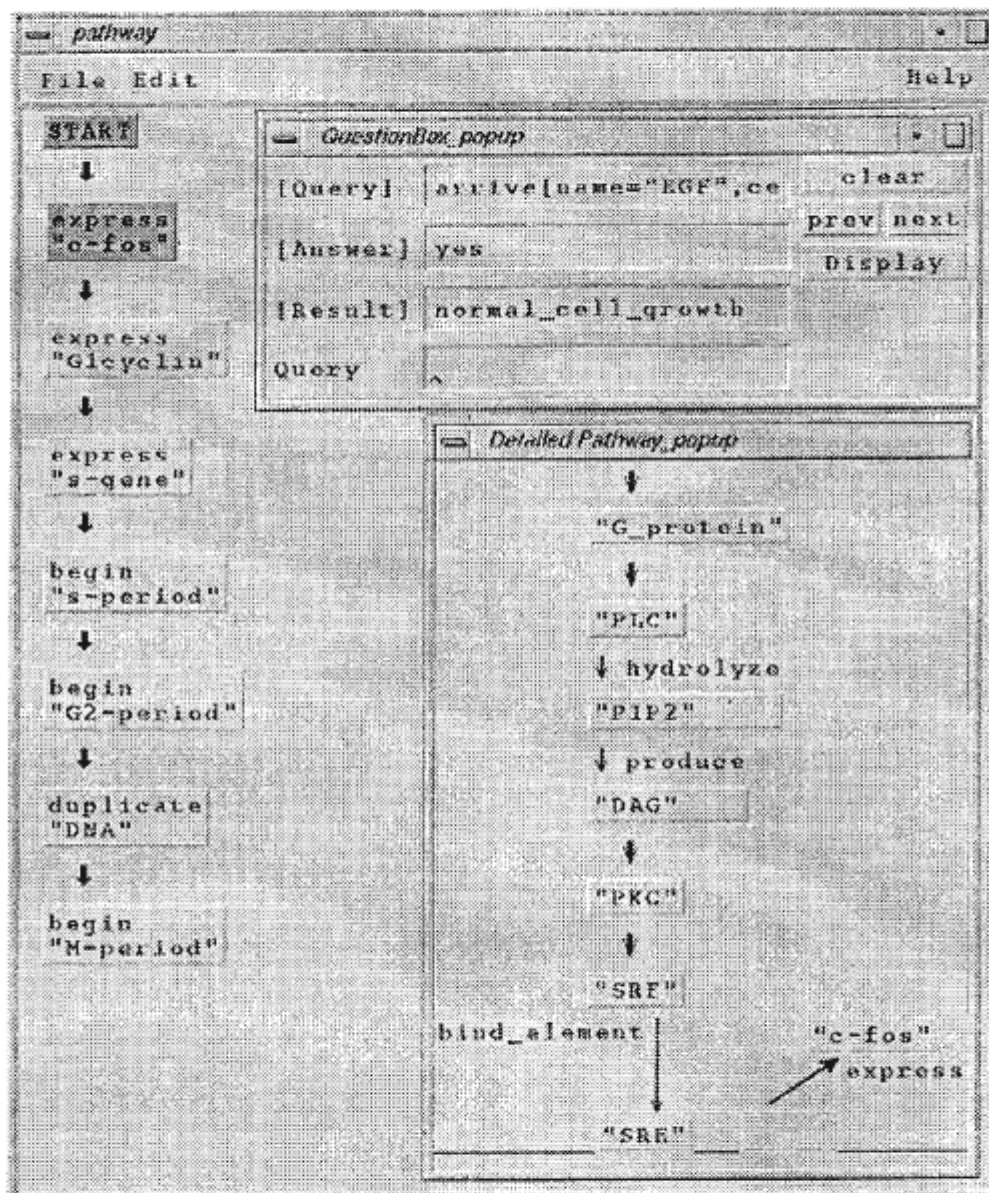 pathway
File Edit
Help
START
express
"c-fos"
express
"G1cyclin"
express
"s-gene"
begin
"s-period"
begin
"G2-period"
duplicate
"DNA"
begin
"M-period"
QuestionBox_popup
[Query] arrive[name="EGF",ce
clear
prev next
[Answer] yes
Display
[Result] normal_cell_growth
Query
^
Detailed Pathway_popup
"G_protein"
"PLC"
hydrolyze
"PIP2"
produce
"DAG"
"PKC"
"SRF"
bind_element
"c-fos"
express
"SRE"